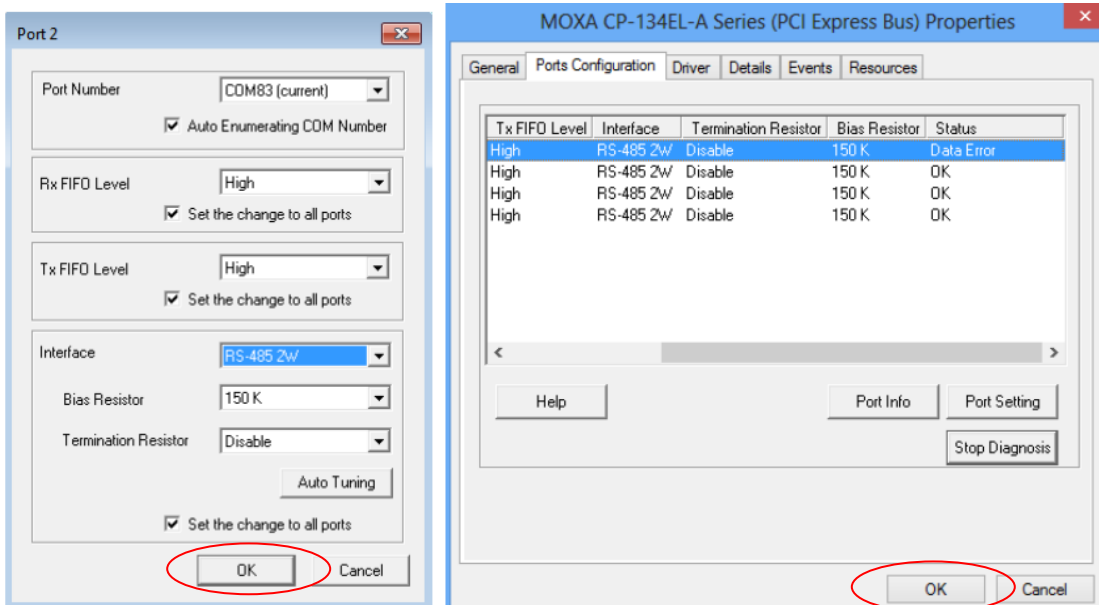 Port 2
Port Number COM83 (current)
Auto Enumerating COM Number
Rx FIFO Level High
Set the change to all ports
Tx FIFO Level High
Set the change to all ports
Interface RS-485 2W
Bias Resistor 150 K
Termination Resistor Disable
Auto Tuning
Set the change to all ports
OK Cancel
MOXA CP-134EL-A Series (PCI Express Bus) Properties
General Ports Configuration Driver Details Events Resources
Tx FIFO Level Interface Termination Resistor Bias Resistor Status
High RS-485 2W Disable 150 K Data Error
High RS-485 2W Disable 150 K OK
High RS-485 2W Disable 150 K OK
High RS-485 2W Disable 150 K OK
Help Port Info Port Setting
Stop Diagnosis
OK Cancel